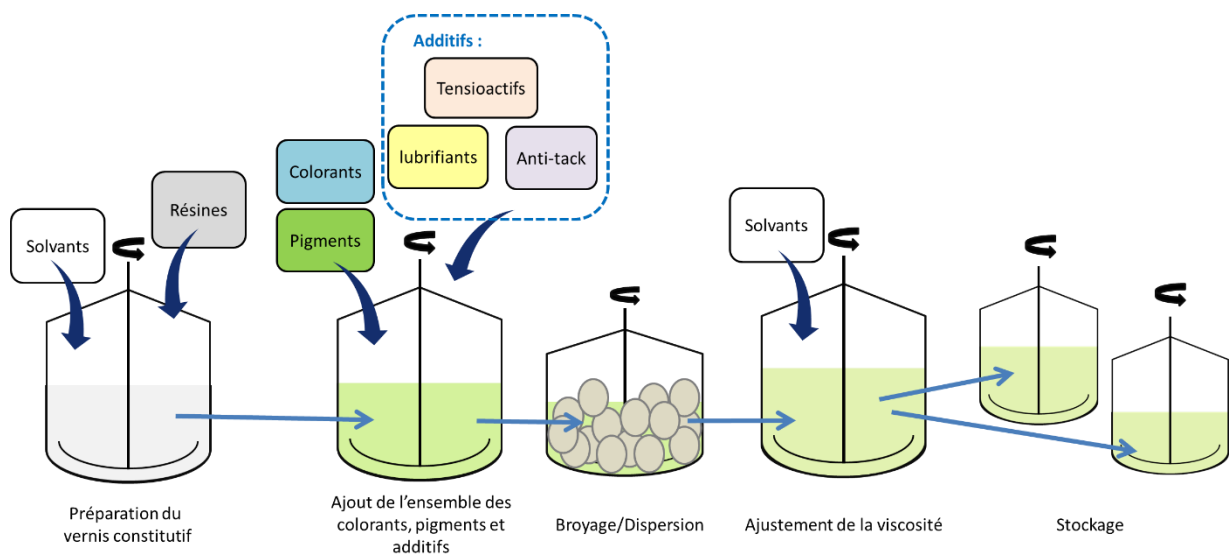 Additifs :
Tensioactifs
lubrifiants
Anti-tack
Colorants
Pigments
Résines
Solvants
Solvants
Préparation du
vernis constitutif
Ajout de l’ensemble des
colorants, pigments et
additifs
Broyage/Dispersion
Ajustement de la viscosité
Stockage